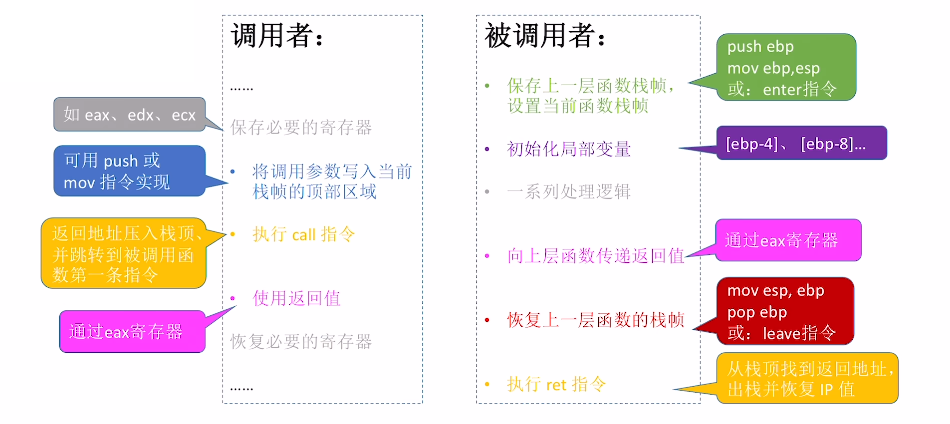 调用者：
……
如 eax、edx、ecx
保存必要的寄存器
可用 push 或
mov 指令实现
• 将调用参数写入当前
栈帧的顶部区域
返回地址压入栈顶、
并跳转到被调用函
数第一条指令
• 执行 call 指令
• 使用返回值
通过eax寄存器
恢复必要的寄存器
……
被调用者：
• 保存上一层函数栈帧，
设置当前函数栈帧
push ebp
mov ebp,esp
或：enter指令
• 初始化局部变量
[ebp-4]、 [ebp-8]...
• 一系列处理逻辑
• 向上层函数传递返回值
通过eax寄存器
• 恢复上一层函数的栈帧
mov esp, ebp
pop ebp
或：leave指令
• 执行 ret 指令
从栈顶找到返回地址，
出栈并恢复 IP 值